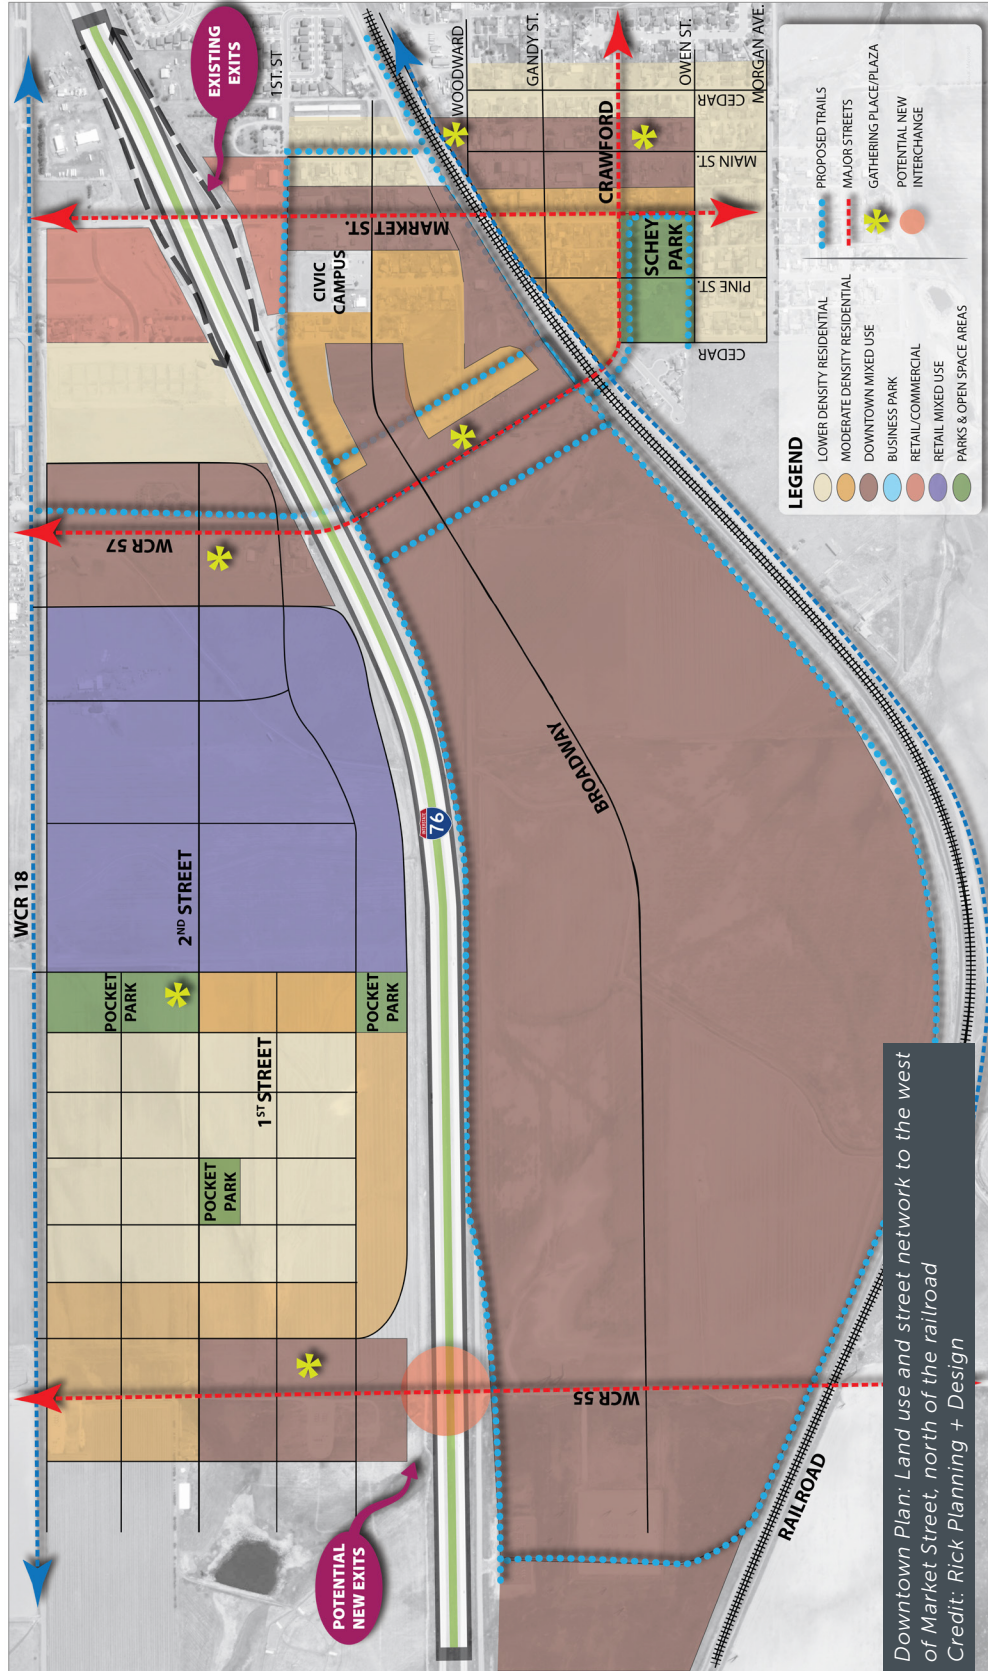 WCR 18
EXISTING
EXITS
1ST. ST
WOODWARD
GANDY ST.
OWEN ST.
MORGAN AVE.
CEDAR
MAIN ST.
CRAWFORD
MARKET ST.
SCHEY
PARK
PINE ST.
CEDAR
CIVIC
CAMPUS
WCR 57
BROADWAY
INTERSTATE
76
2ND STREET
POCKET
PARK
POCKET
PARK
1ST STREET
POCKET
PARK
WCR 55
POTENTIAL
NEW EXITS
RAILROAD
LEGEND
LOWER DENSITY RESIDENTIAL
MODERATE DENSITY RESIDENTIAL
DOWNTOWN MIXED USE
BUSINESS PARK
RETAIL/COMMERCIAL
RETAIL MIXED USE
PARKS & OPEN SPACE AREAS
PROPOSED TRAILS
MAJOR STREETS
GATHERING PLACE/PLAZA
POTENTIAL NEW
INTERCHANGE
Downtown Plan: Land use and street network to the west
of Market Street, north of the railroad
Credit: Rick Planning + Design